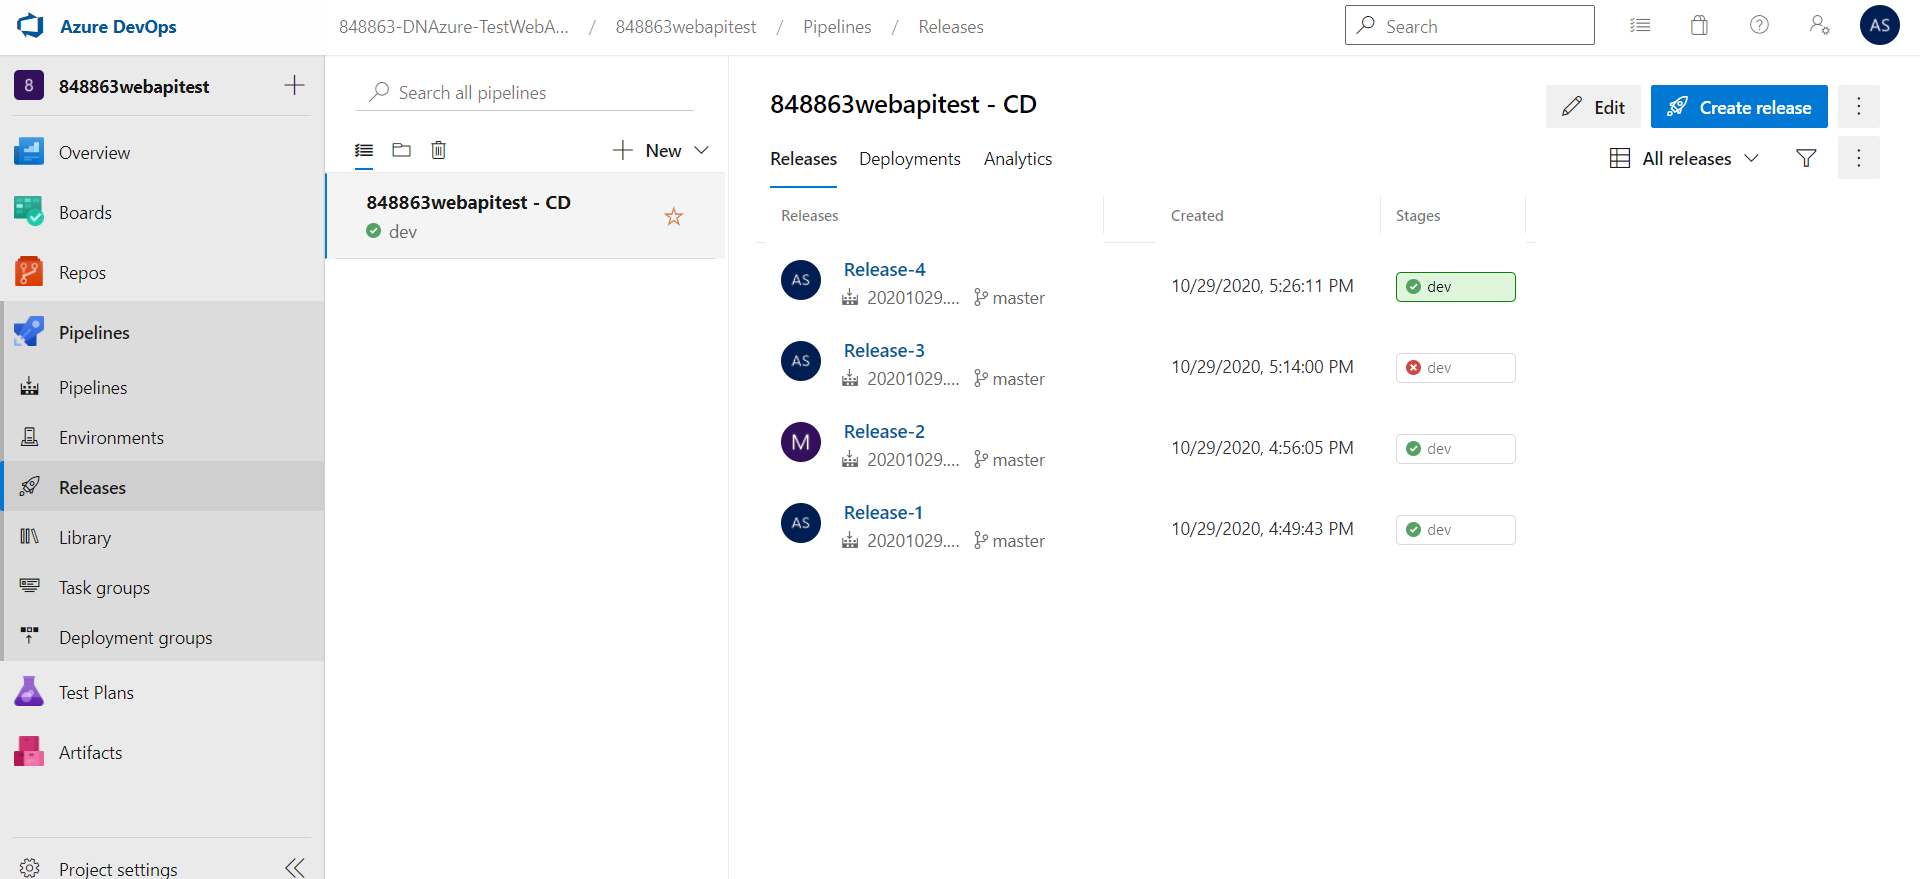 Azure DevOps
848863-DNAzure-TestWebA... / 848863webapitest / Pipelines / Releases
Search
AS
8 848863webapitest
Overview
Boards
Repos
Pipelines
Pipelines
Environments
Releases
Library
Task groups
Deployment groups
Test Plans
Artifacts
Project settings
Search all pipelines
New
848863webapitest - CD
dev
848863webapitest - CD
Edit
Create release
Releases Deployments Analytics
All releases
Releases Created Stages
AS Release-4
20201029.... master
10/29/2020, 5:26:11 PM
dev
AS Release-3
20201029.... master
10/29/2020, 5:14:00 PM
dev
M Release-2
20201029.... master
10/29/2020, 4:56:05 PM
dev
AS Release-1
20201029.... master
10/29/2020, 4:49:43 PM
dev